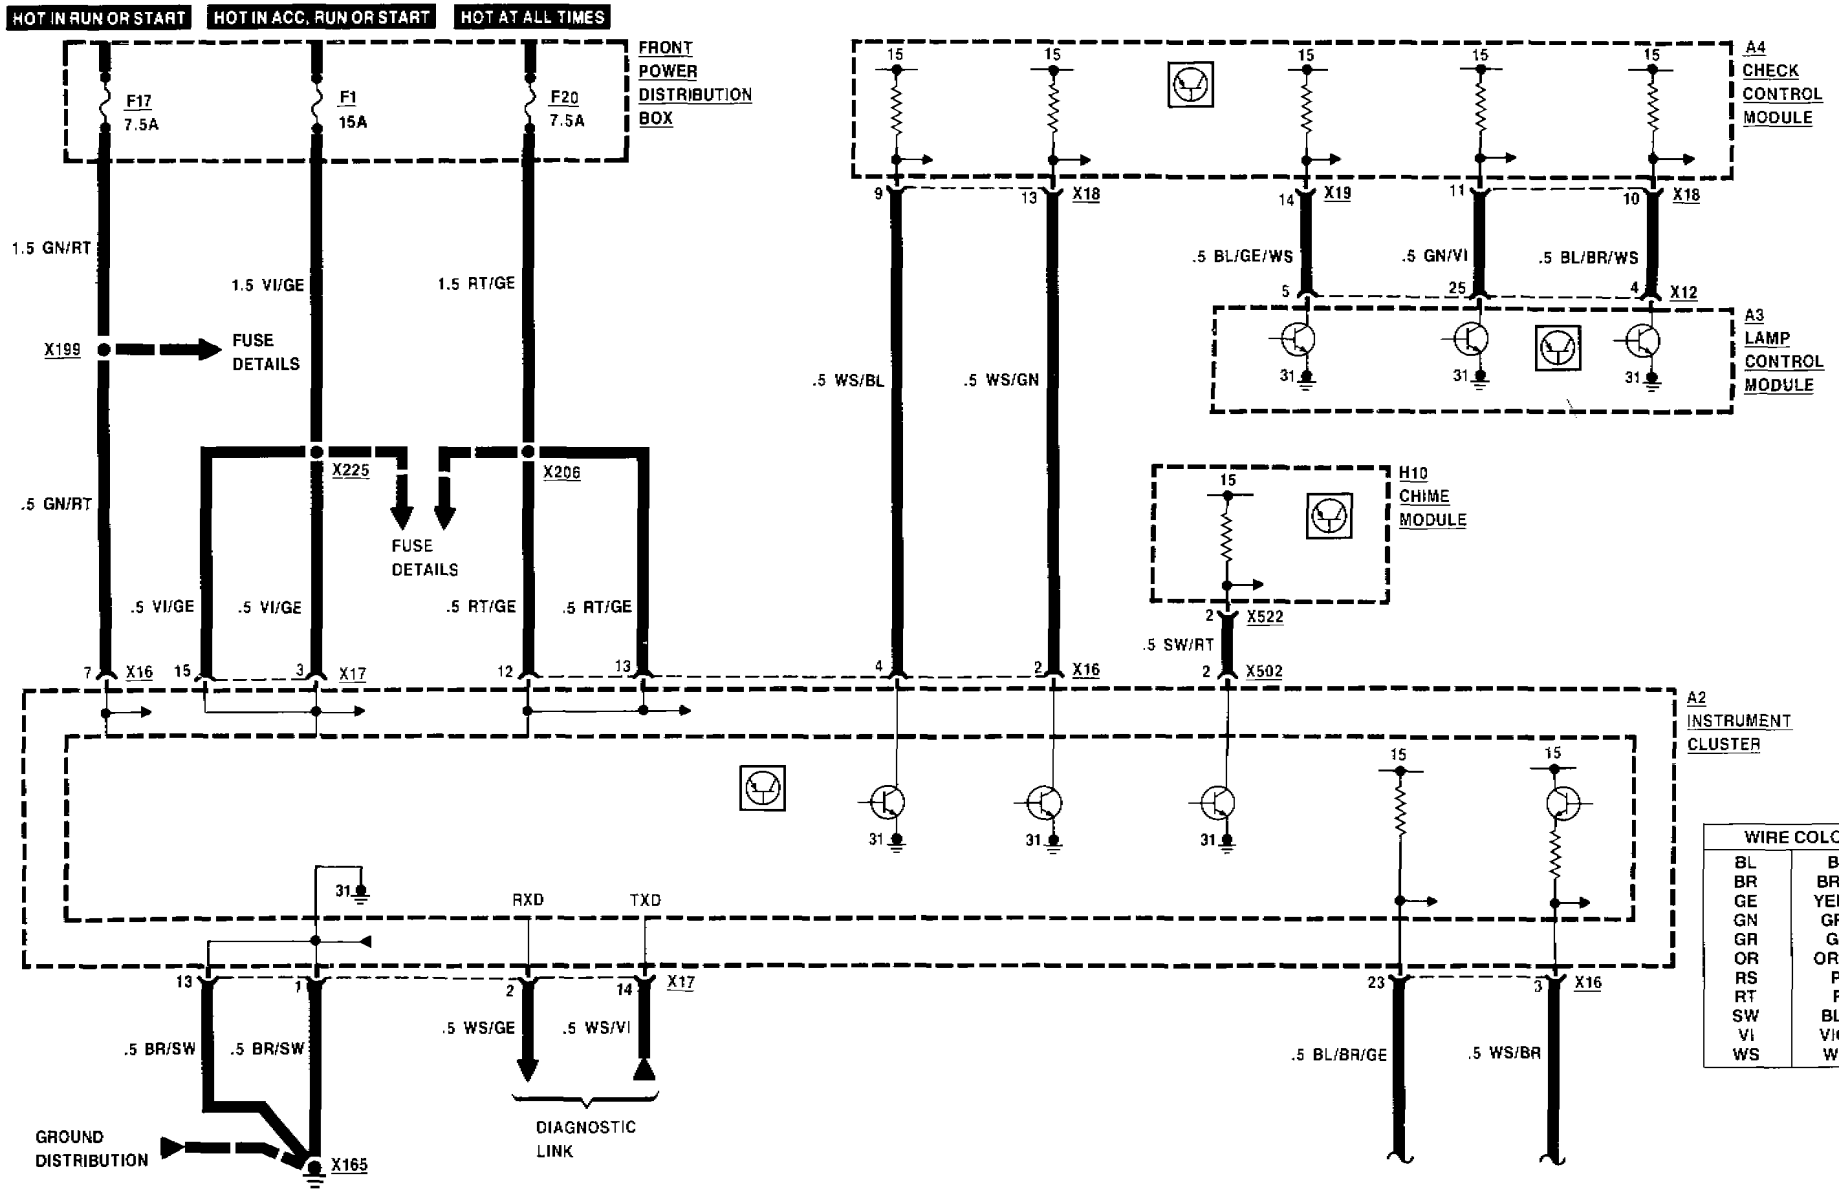 HOT IN RUN OR START
HOT IN ACC, RUN OR START
HOT AT ALL TIMES
FRONT
POWER
DISTRIBUTION
BOX
F17
7.5A
F1
15A
F20
7.5A
15
15
15
15
15
A4
CHECK
CONTROL
MODULE
9
13
X18
14
X19
11
10
X18
1.5 GN/RT
1.5 VI/GE
1.5 RT/GE
.5 BL/GE/WS
.5 GN/VI
.5 BL/BR/WS
5
25
4
X12
X199
FUSE
DETAILS
A3
LAMP
CONTROL
MODULE
31
31
31
.5 WS/BL
.5 WS/GN
X225
X206
.5 GN/RT
FUSE
DETAILS
15
H10
CHIME
MODULE
.5 VI/GE
.5 VI/GE
.5 RT/GE
.5 RT/GE
2
X522
.5 SW/RT
7
X16
15
3
X17
12
13
4
2
X16
2
X502
A2
INSTRUMENT
CLUSTER
15
15
31
31
31
31
RXD
TXD
13
1
2
14
X17
23
3
X16
.5 BR/SW
.5 BR/SW
.5 WS/GE
.5 WS/VI
.5 BL/BR/GE
.5 WS/BR
DIAGNOSTIC
LINK
GROUND
DISTRIBUTION
X165
WIRE COLO
BL B
BR BR
GE YE
GN GR
GR G
OR OR
RS P
RT R
SW BL
VI VI
WS W